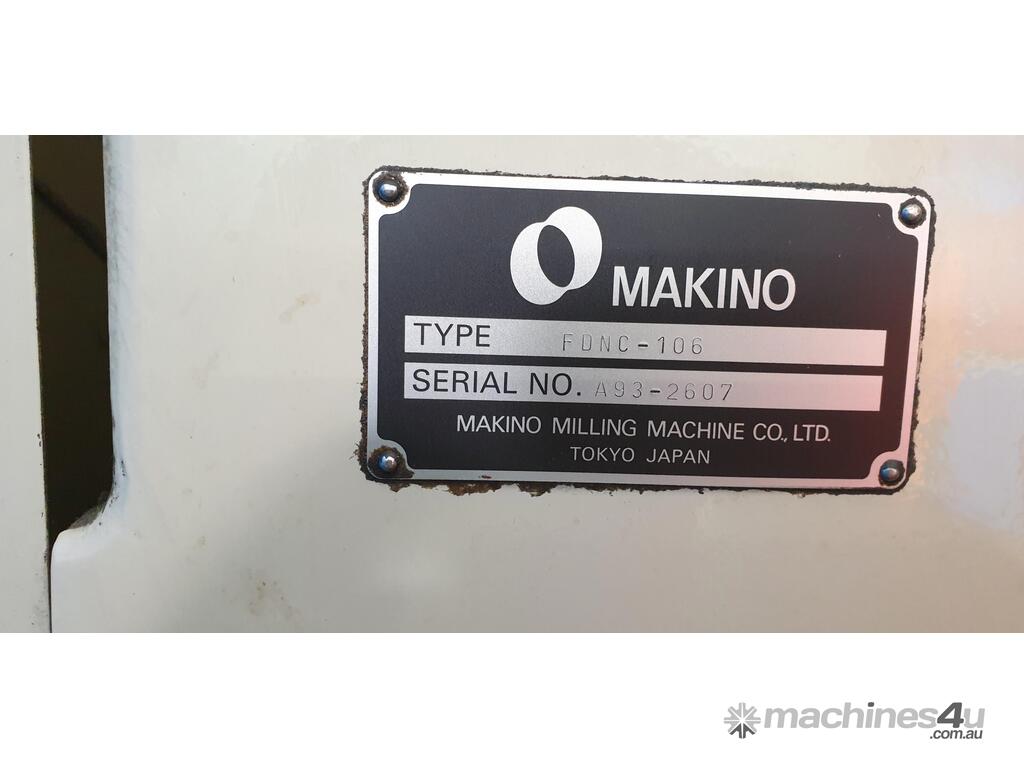 MAKINO
TYPE FDNC-106
SERIAL NO. A93-2607
MAKINO MILLING MACHINE CO., LTD.
TOKYO JAPAN
machines4u
.com.au